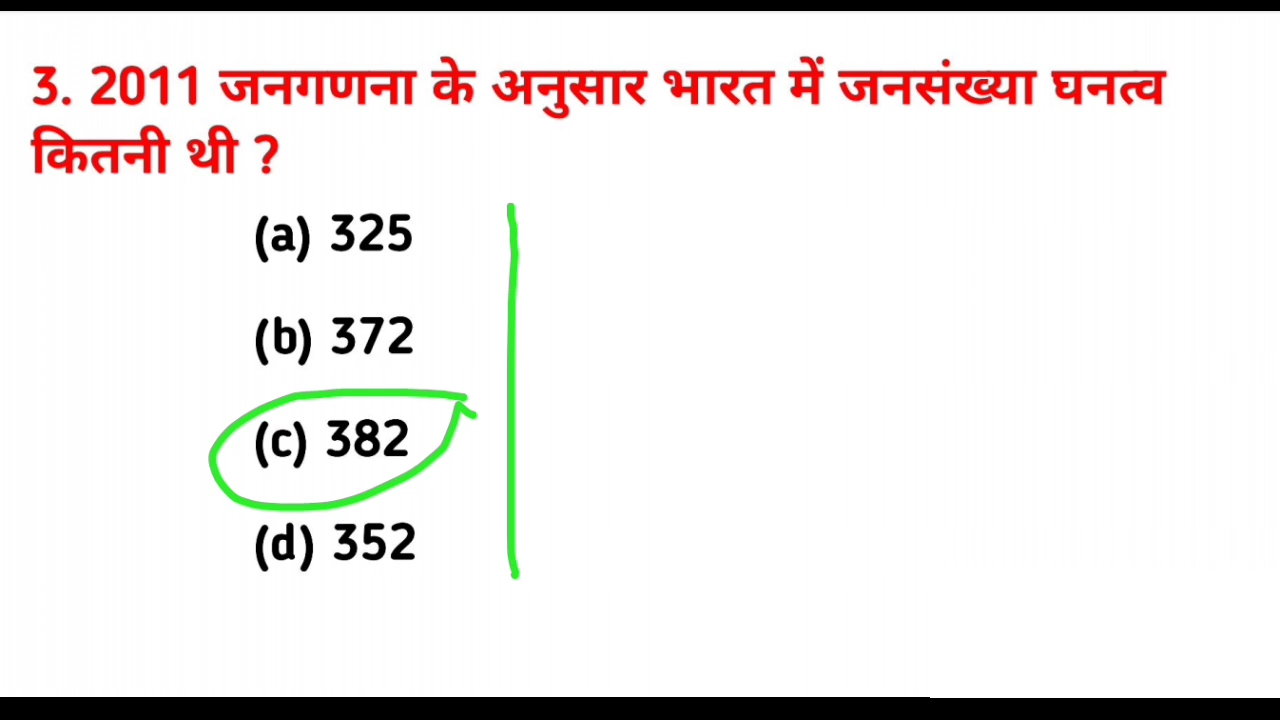 3. 2011 जनगणना के अनुसार भारत में जनसंख्या घनत्व
कितनी थी ?
(a) 325
(b) 372
(c) 382
(d) 352